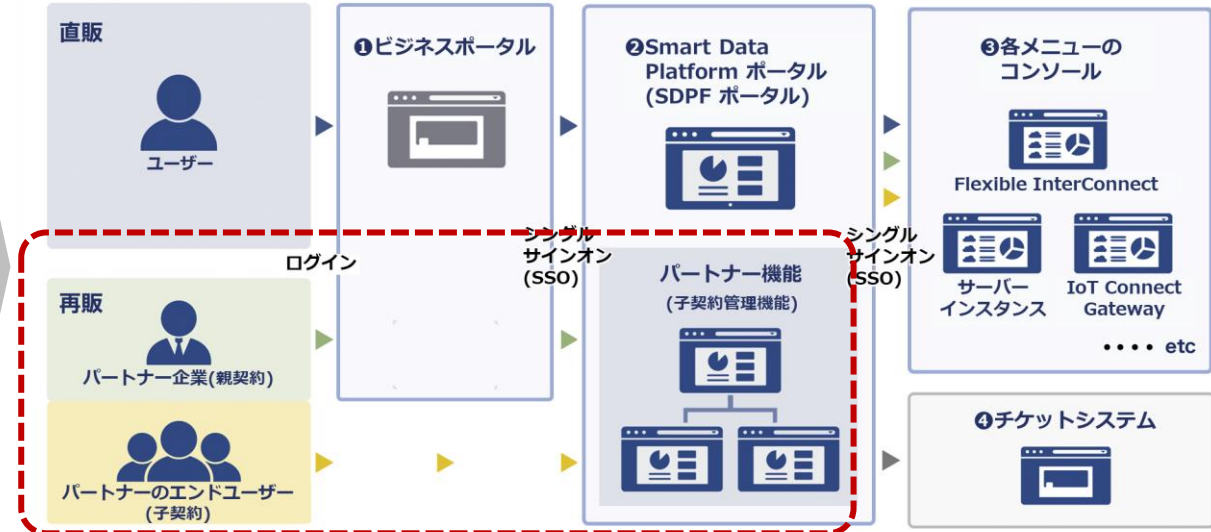 直販
ユーザー
❶ビジネスポータル
❷Smart Data
Platform ポータル
(SDPF ポータル)
❸各メニューの
コンソール
Flexible InterConnect
サーバー
インスタンス
IoT Connect
Gateway
•••• etc
ログイン
シングル
サインオン
(SSO)
シングル
サインオン
(SSO)
再販
パートナー企業(親契約)
パートナーのエンドユーザー
(子契約)
パートナー機能
(子契約管理機能)
❹チケットシステム